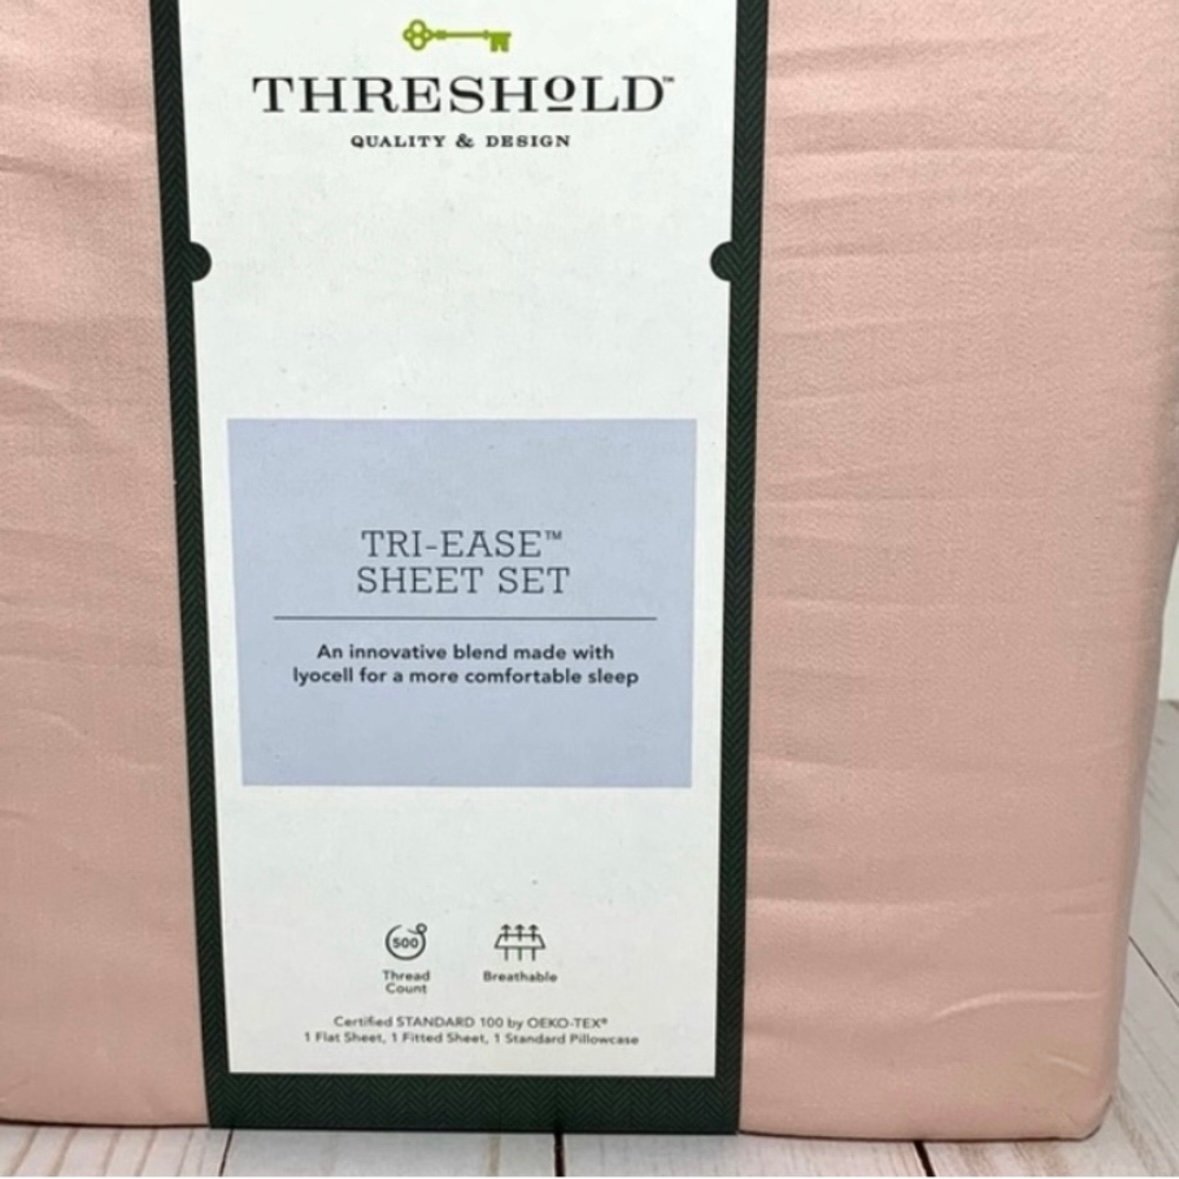 THRESHOLD™
QUALITY & DESIGN
TRI-EASE™
SHEET SET
An innovative blend made with
lyocell for a more comfortable sleep
500
Thread
Count
Breathable
Certified STANDARD 100 by OEKO-TEX®
1 Flat Sheet, 1 Fitted Sheet, 1 Standard Pillowcase